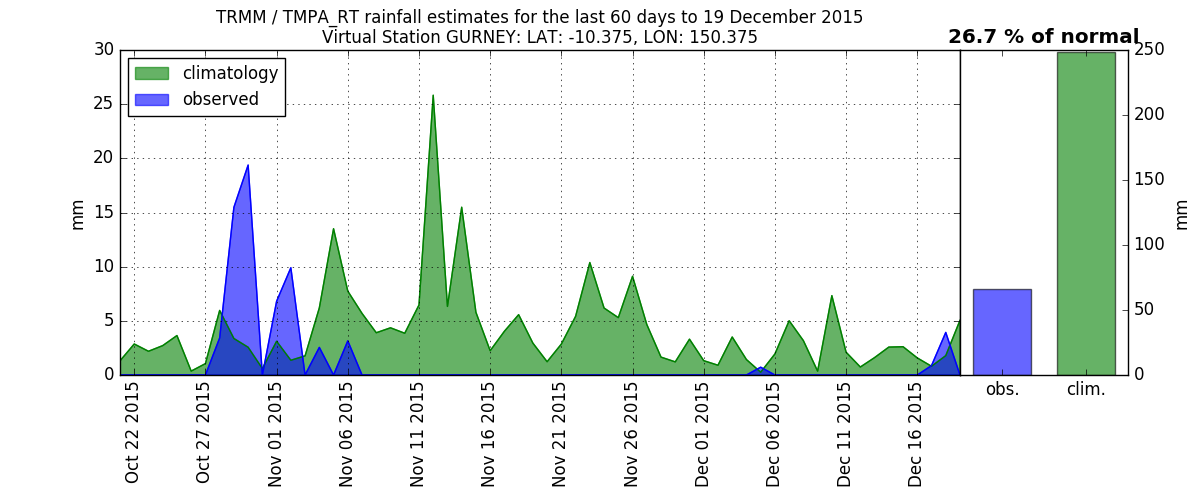 TRMM / TMPA_RT rainfall estimates for the last 60 days to 19 December 2015
Virtual Station GURNEY: LAT: -10.375, LON: 150.375
26.7 % of normal
climatology
observed
30
25
20
15
10
5
0
mm
250
200
150
100
50
0
mm
obs.
clim.
Oct 22 2015
Oct 27 2015
Nov 01 2015
Nov 06 2015
Nov 11 2015
Nov 16 2015
Nov 21 2015
Nov 26 2015
Dec 01 2015
Dec 06 2015
Dec 11 2015
Dec 16 2015